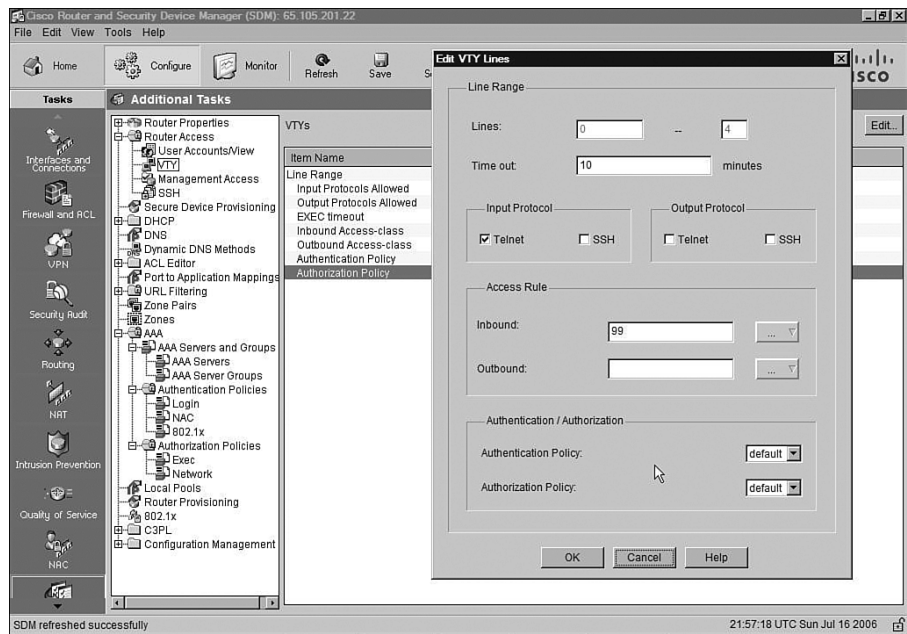 Cisco Router and Security Device Manager (SDM): 65.105.201.22
File Edit View Tools Help
Home
Configure
Monitor
Refresh
Save
CISCO
Tasks
Additional Tasks
Interfaces and Connections
Firewall and ACL
VPN
Security Audit
Routing
NAT
Intrusion Prevention
Quality of Service
NAC
Router Properties
Router Access
User Accounts/View
VTY
Management Access
SSH
Secure Device Provisioning
DHCP
DNS
Dynamic DNS Methods
ACL Editor
Port to Application Mappings
URL Filtering
Zone Pairs
Zones
AAA
AAA Servers and Groups
AAA Servers
AAA Server Groups
Authentication Policies
Login
NAC
802.1x
Authorization Policies
Exec
Network
Local Pools
Router Provisioning
802.1x
C3PL
Configuration Management
VTYs
Edit...
Item Name
Line Range
Input Protocols Allowed
Output Protocols Allowed
EXEC timeout
Inbound Access-class
Outbound Access-class
Authentication Policy
Authorization Policy
Edit VTY Lines
Line Range
Lines: 0 -- 4
Time out: 10 minutes
Input Protocol
Telnet SSH
Output Protocol
Telnet SSH
Access Rule
Inbound: 99 ...
Outbound: ...
Authentication / Authorization
Authentication Policy: default
Authorization Policy: default
OK Cancel Help
SDM refreshed successfully
21:57:18 UTC Sun Jul 16 2006